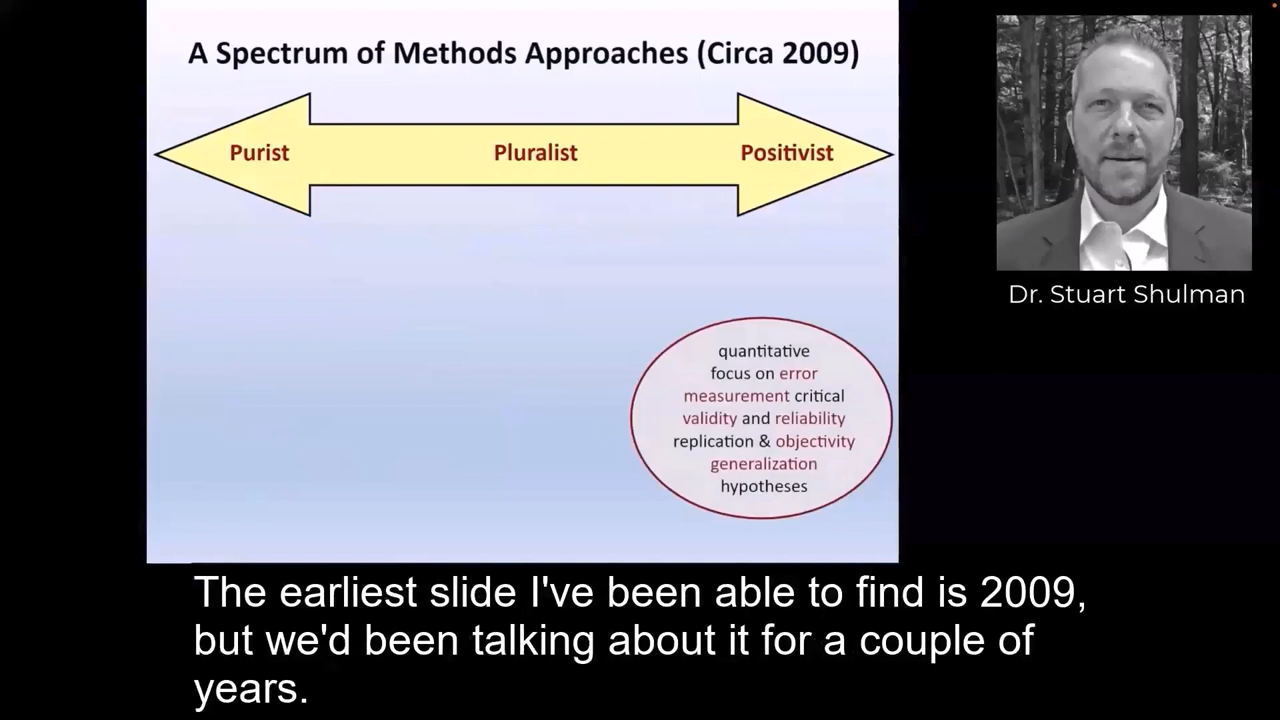 A Spectrum of Methods Approaches (Circa 2009)
Purist Pluralist Positivist
quantitative
focus on error
measurement critical
validity and reliability
replication & objectivity
generalization
hypotheses
Dr. Stuart Shulman
The earliest slide I've been able to find is 2009,
but we'd been talking about it for a couple of
years.